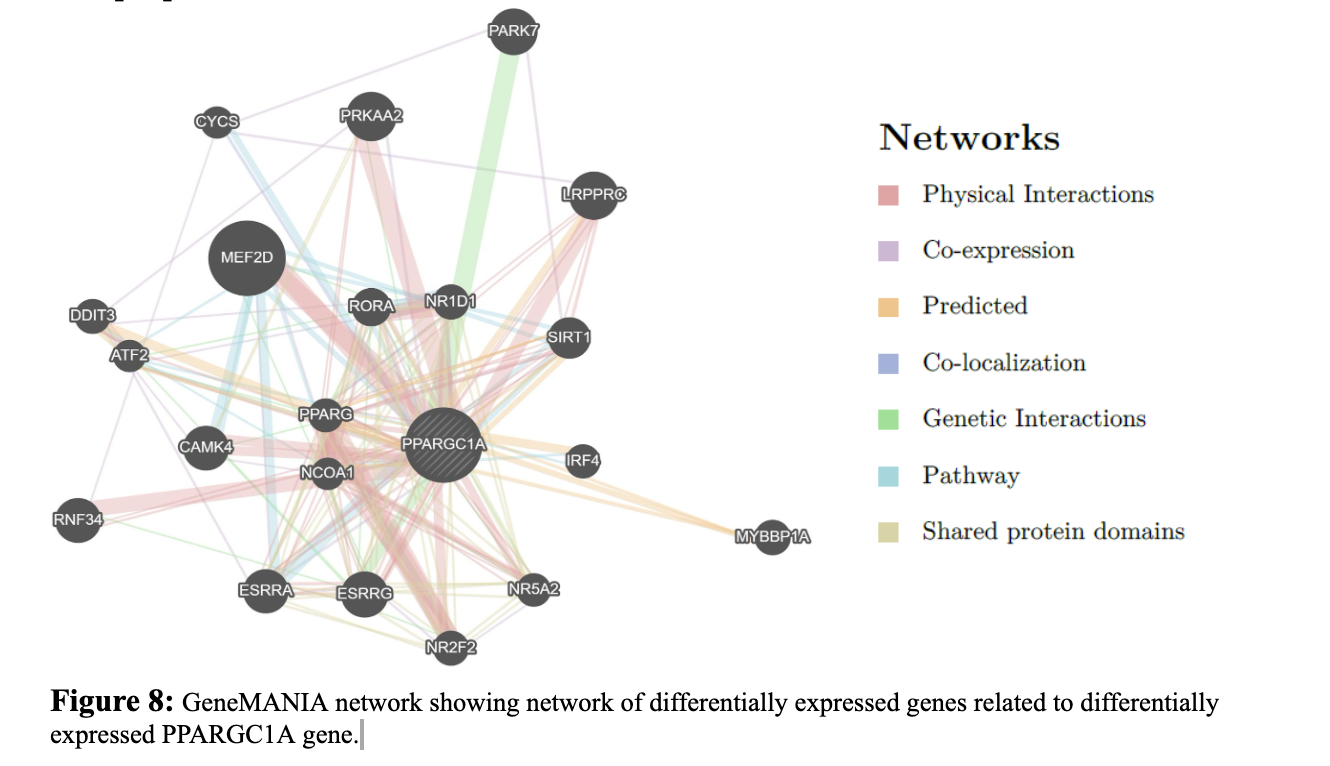 PARK7
CYCS
PRKAA2
LRPPRC
MEF2D
RORA
NR1D1
DDIT3
SIRT1
ATF2
PPARG
PPARGC1A
CAMK4
NCOA1
IRF4
RNF34
MYBBP1A
ESRRA
ESRRG
NR5A2
NR2F2
Networks
Physical Interactions
Co-expression
Predicted
Co-localization
Genetic Interactions
Pathway
Shared protein domains
Figure 8: GeneMANIA network showing network of differentially expressed genes related to differentially
expressed PPARGC1A gene.